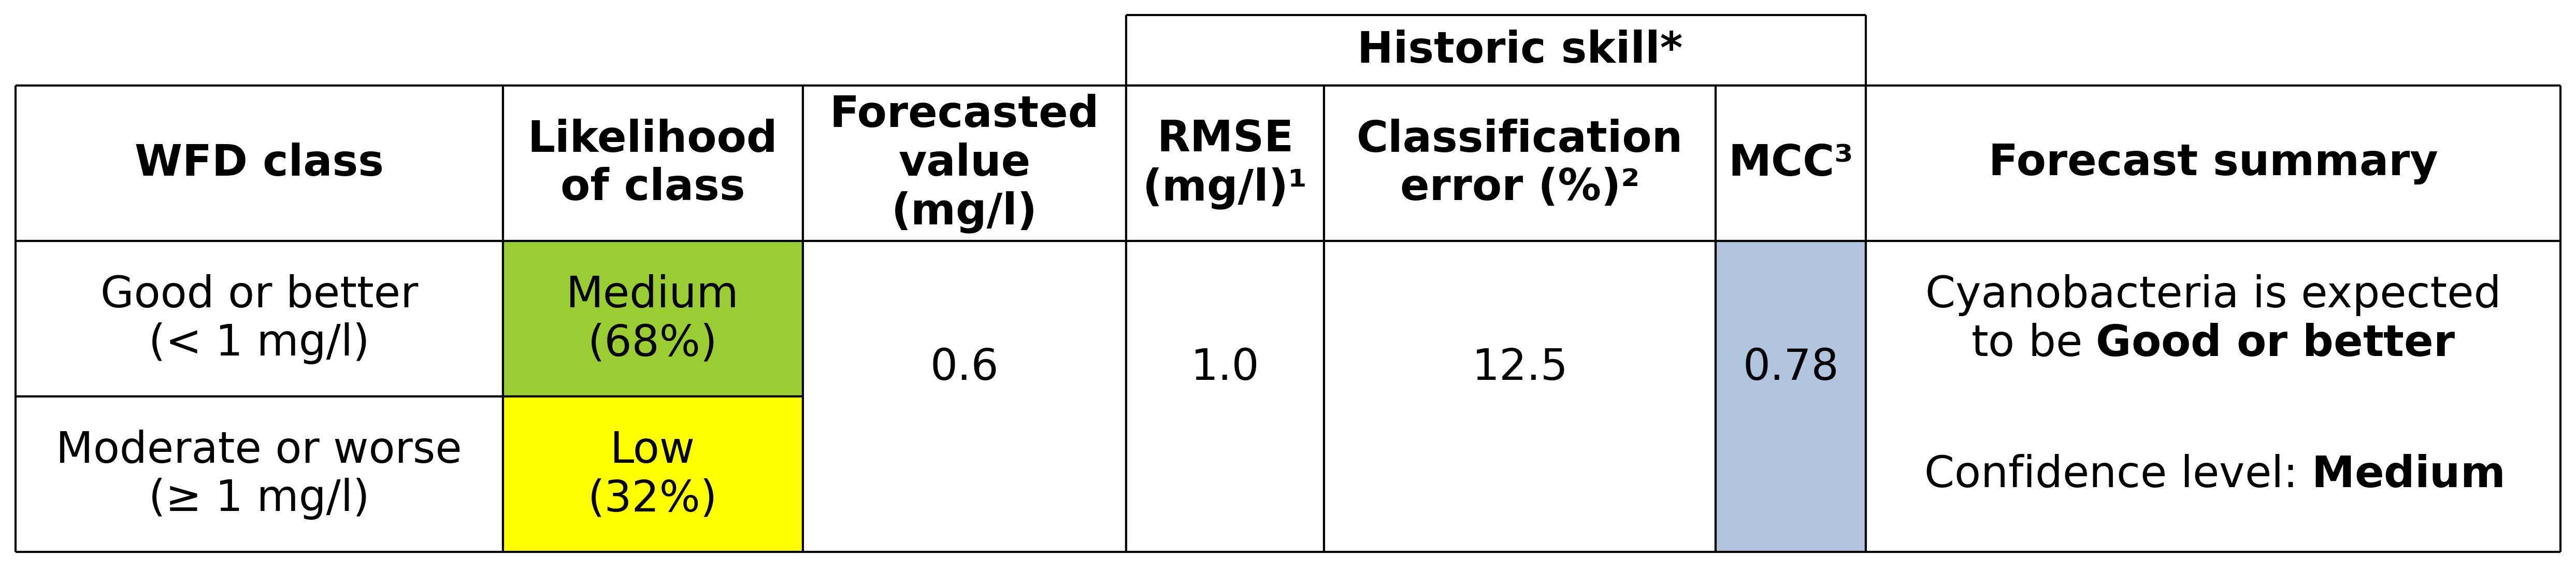 Historic skill*
WFD class
Likelihood
of class
Forecasted
value
(mg/l)
RMSE
(mg/l)¹
Classification
error (%)²
MCC³
Forecast summary
Good or better
(< 1 mg/l)
Medium
(68%)
0.6
1.0
12.5
0.78
Cyanobacteria is expected
to be Good or better
Moderate or worse
(≥ 1 mg/l)
Low
(32%)
Confidence level: Medium